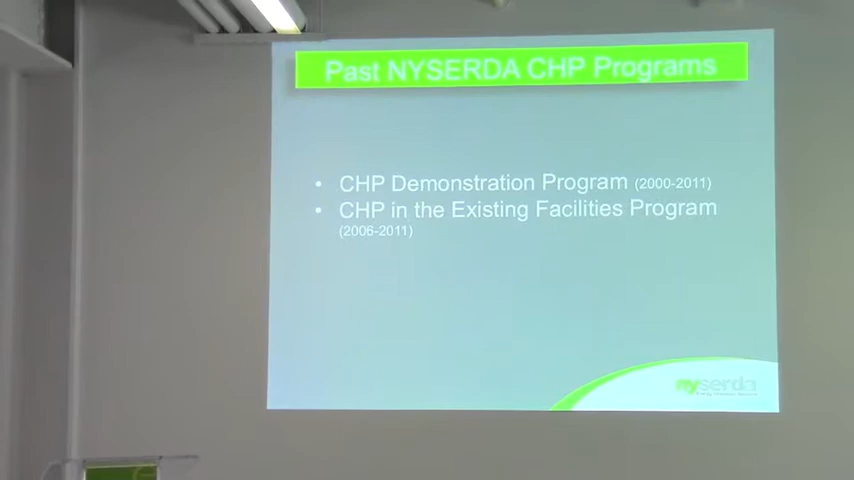 Past NYSERDA CHP Programs
• CHP Demonstration Program (2000-2011)
• CHP in the Existing Facilities Program
(2006-2011)
nyserda